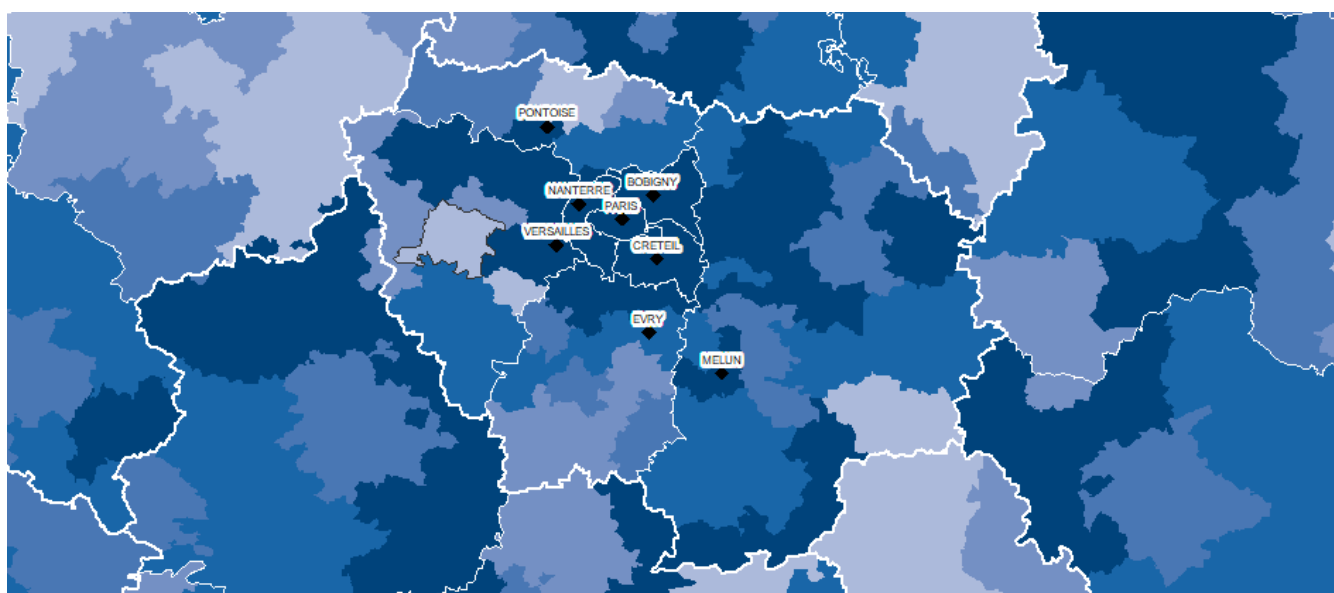 PONTOISE
NANTERRE
BOBIGNY
PARIS
VERSAILLES
CRETEIL
EVRY
MELUN